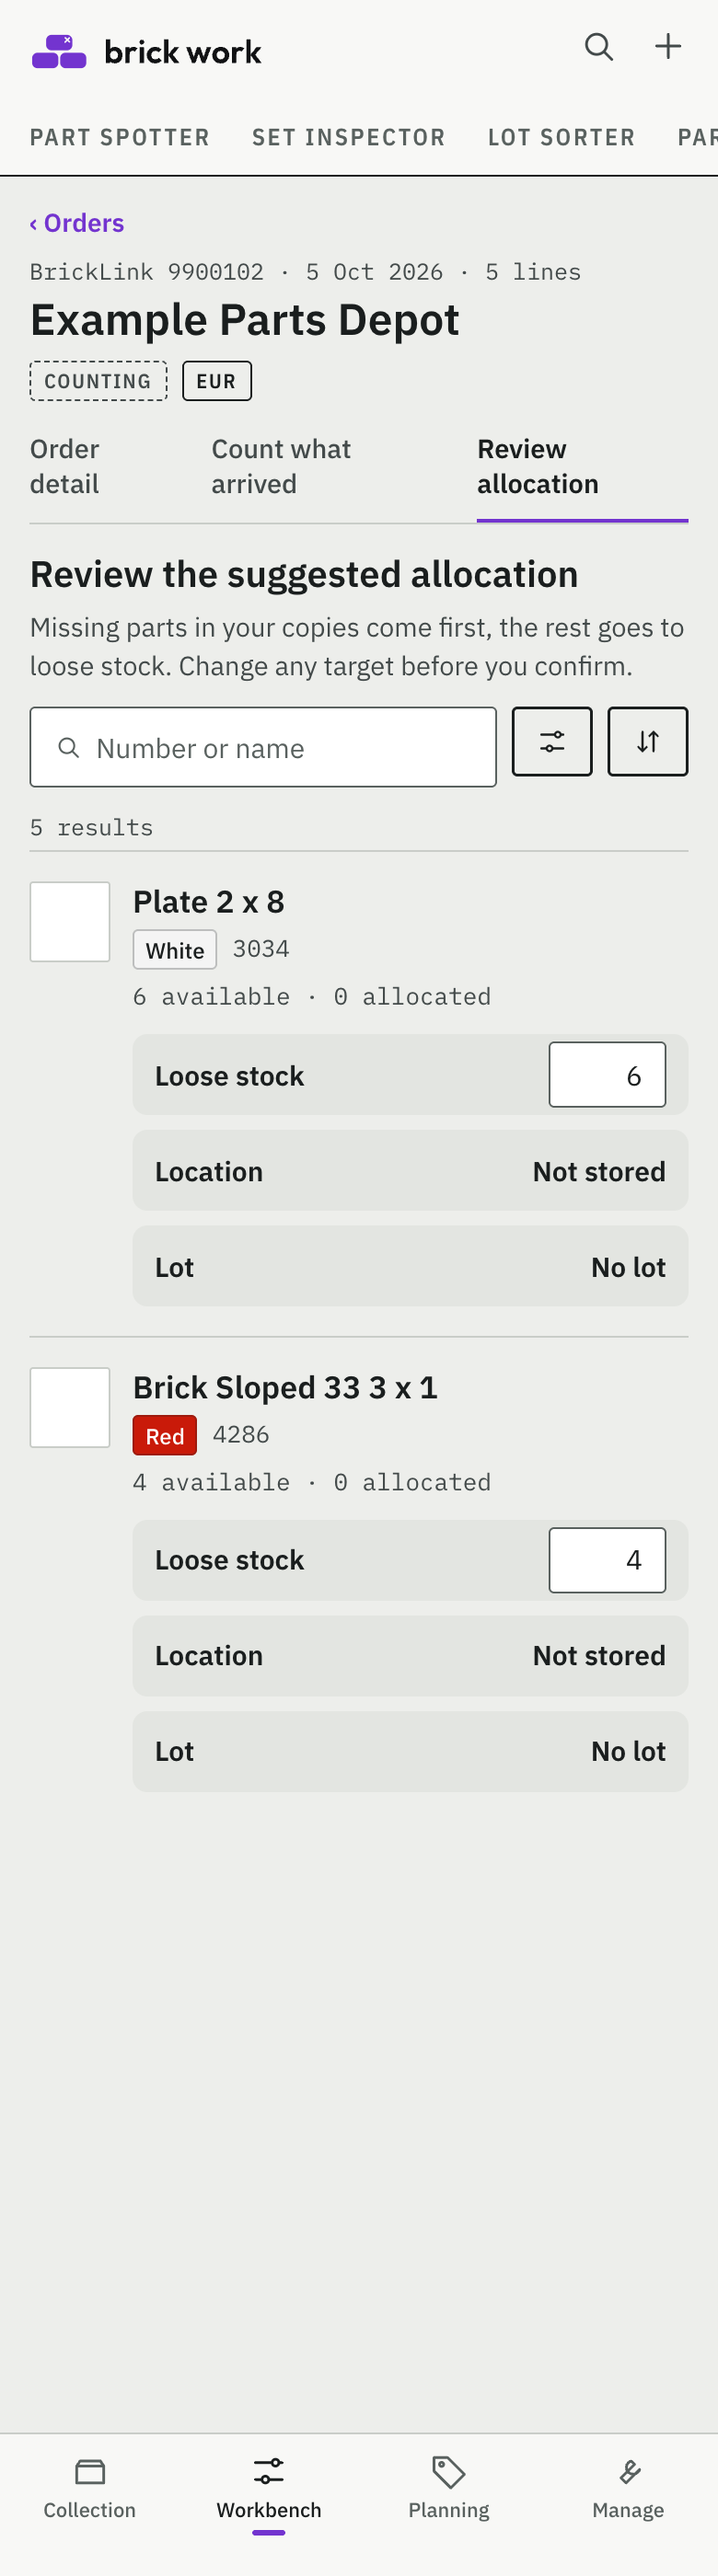 brick work
PART SPOTTER SET INSPECTOR LOT SORTER PAR
‹ Orders
BrickLink 9900102 · 5 Oct 2026 · 5 lines
Example Parts Depot
COUNTING EUR
Order detail
Count what arrived
Review allocation
Review the suggested allocation
Missing parts in your copies come first, the rest goes to
loose stock. Change any target before you confirm.
Number or name
5 results
Plate 2 x 8
White 3034
6 available · 0 allocated
Loose stock 6
Location Not stored
Lot No lot
Brick Sloped 33 3 x 1
Red 4286
4 available · 0 allocated
Loose stock 4
Location Not stored
Lot No lot
Collection Workbench Planning Manage